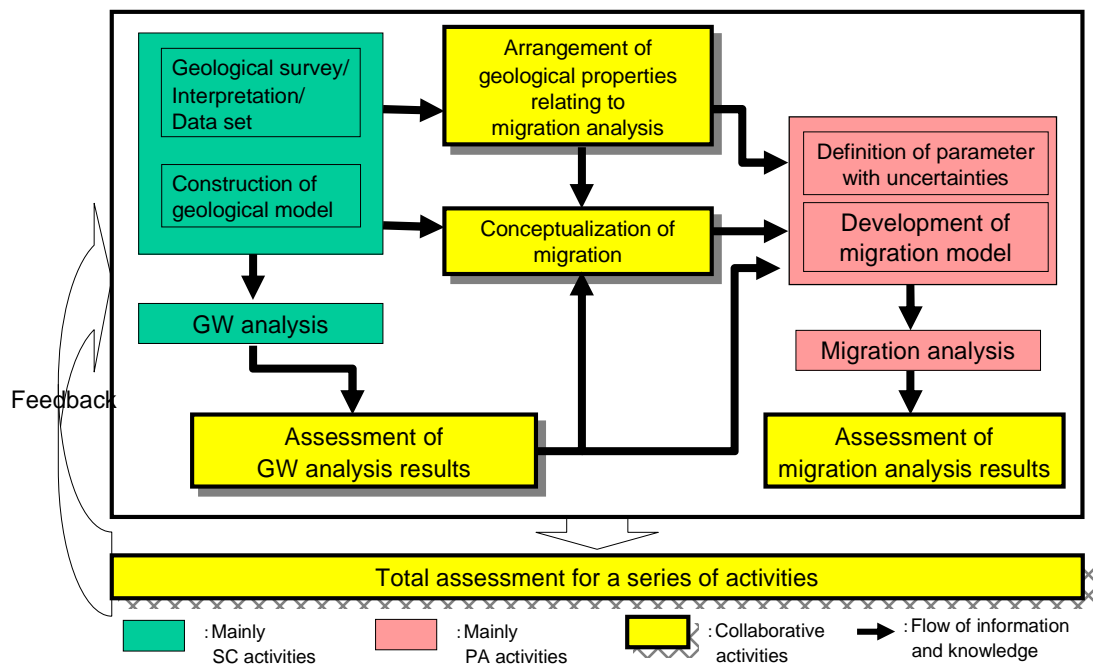 Geological survey/
Interpretation/
Data set
Construction of
geological model
GW analysis
Assessment of
GW analysis results
Arrangement of
geological properties
relating to
migration analysis
Conceptualization of
migration
Definition of parameter
with uncertainties
Development of
migration model
Migration analysis
Assessment of
migration analysis results
Feedback
Total assessment for a series of activities
:Mainly
SC activities
:Mainly
PA activities
:Collaborative
activities
:Flow of information
and knowledge